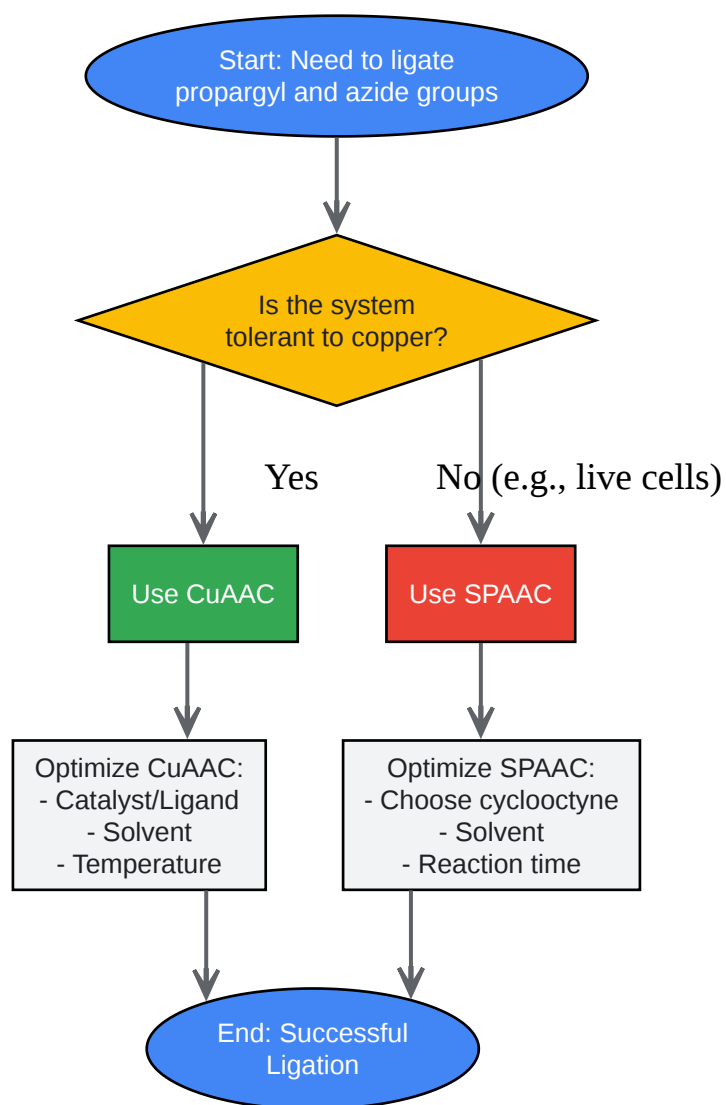 Start: Need to ligate
propargyl and azide groups
Is the system
tolerant to copper?
Yes
No (e.g., live cells)
Use CuAAC
Use SPAAC
Optimize CuAAC:
- Catalyst/Ligand
- Solvent
- Temperature
Optimize SPAAC:
- Choose cyclooctyne
- Solvent
- Reaction time
End: Successful
Ligation